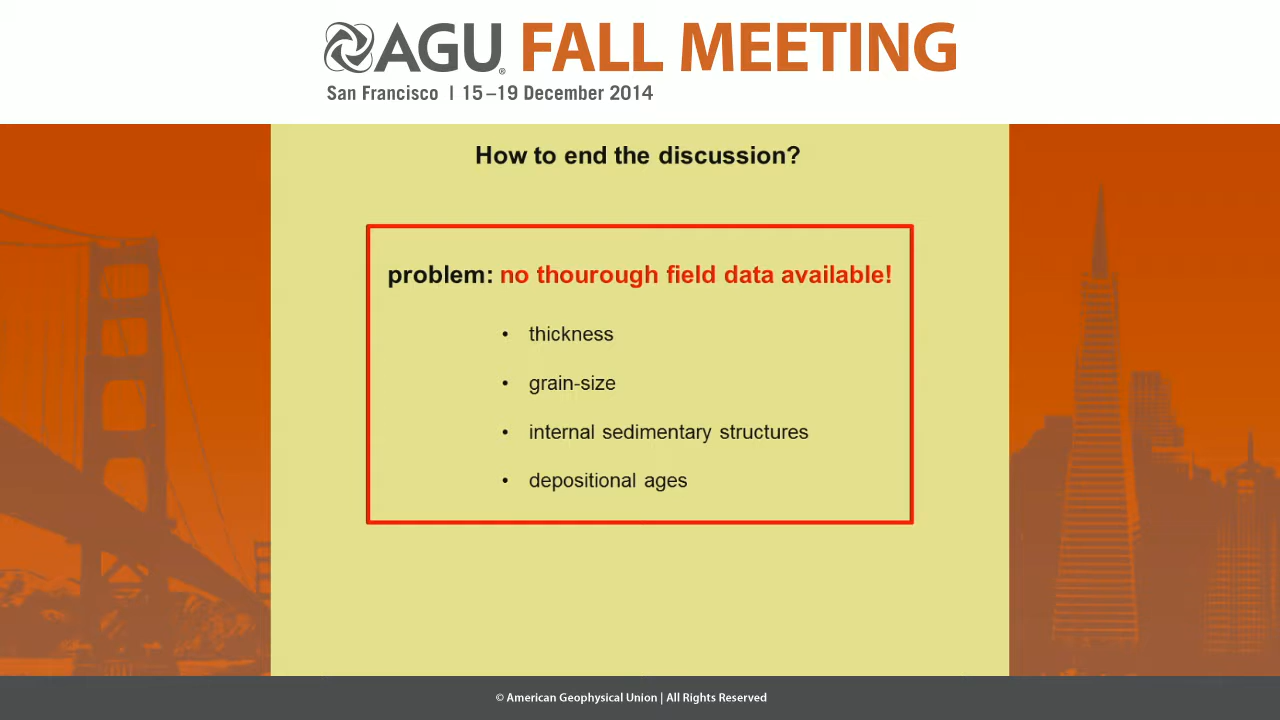 AGU® FALL MEETING
San Francisco | 15–19 December 2014
How to end the discussion?
problem: no thourough field data available!
• thickness
• grain-size
• internal sedimentary structures
• depositional ages
© American Geophysical Union | All Rights Reserved